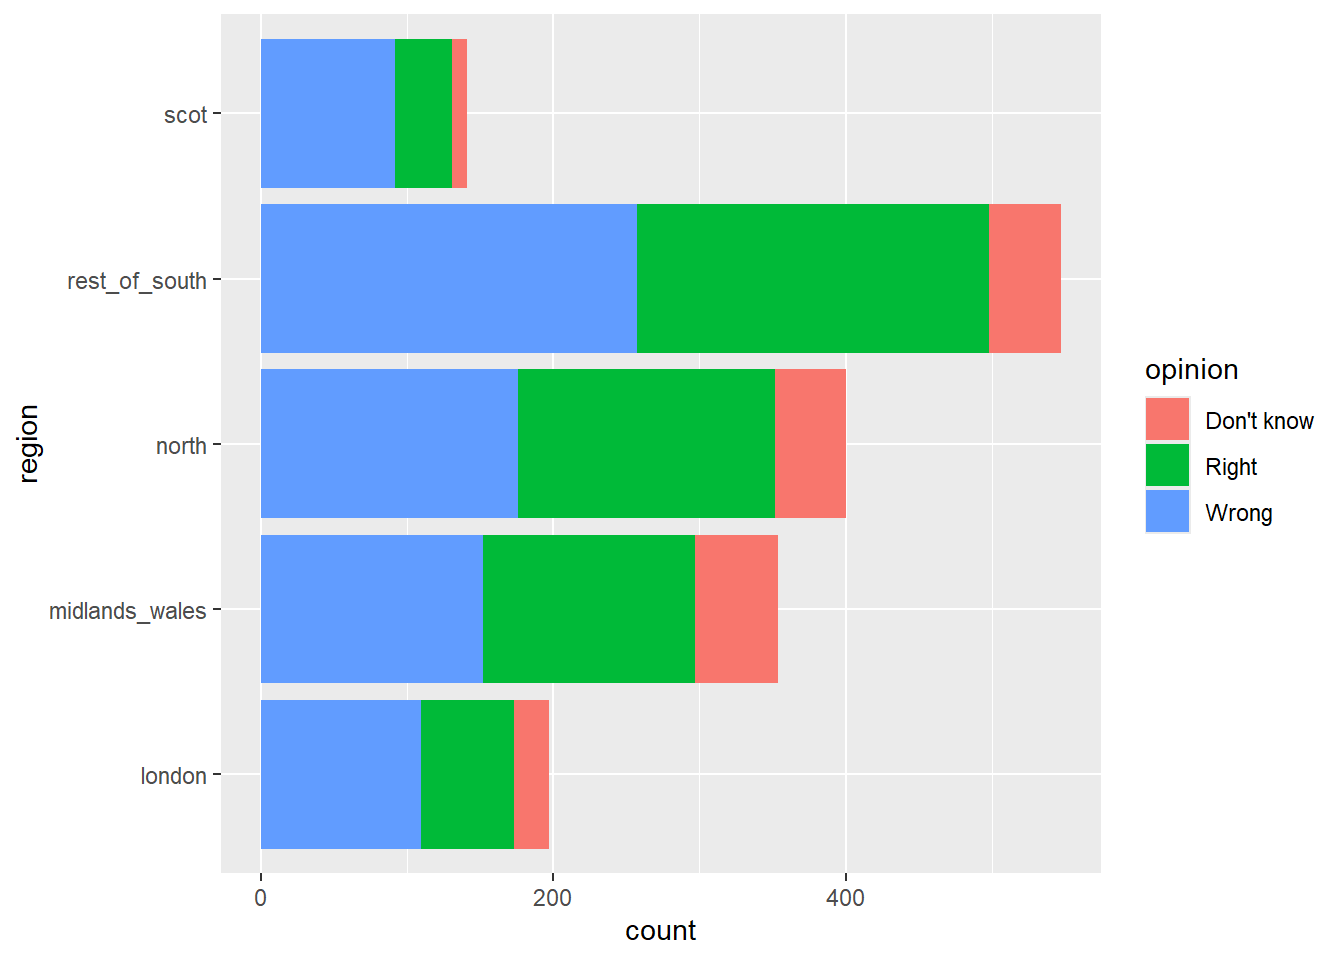 region
scot
rest_of_south
north
midlands_wales
london
0 200 400
count
opinion
Don't know
Right
Wrong